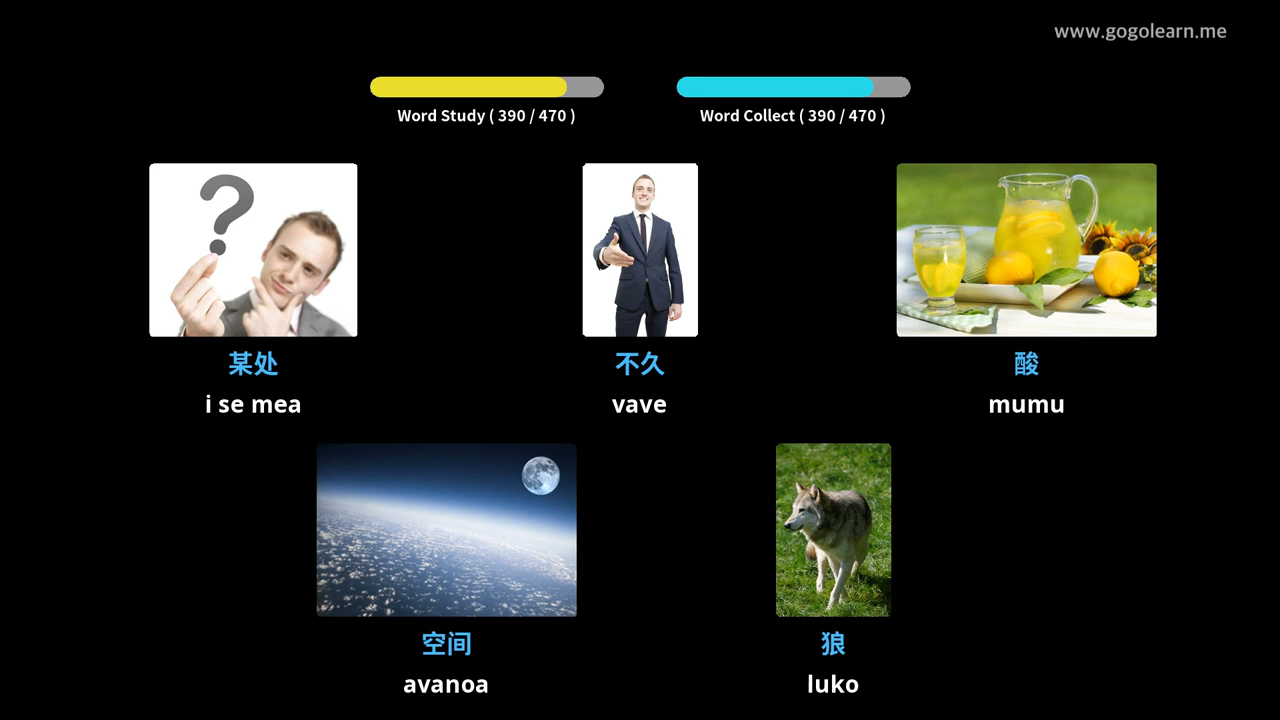 www.gogolearn.me
Word Study ( 390 / 470 )
Word Collect ( 390 / 470 )
?
某处
i se mea
不久
vave
酸
mumu
空间
avanoa
狼
luko